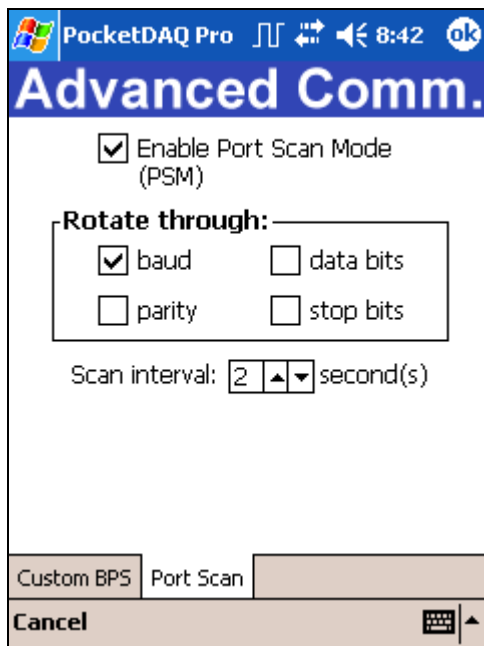 PocketDAQ Pro 8:42 ok
Advanced Comm.
Enable Port Scan Mode
(PSM)
Rotate through:
baud data bits
parity stop bits
Scan interval: 2 second(s)
Custom BPS Port Scan
Cancel